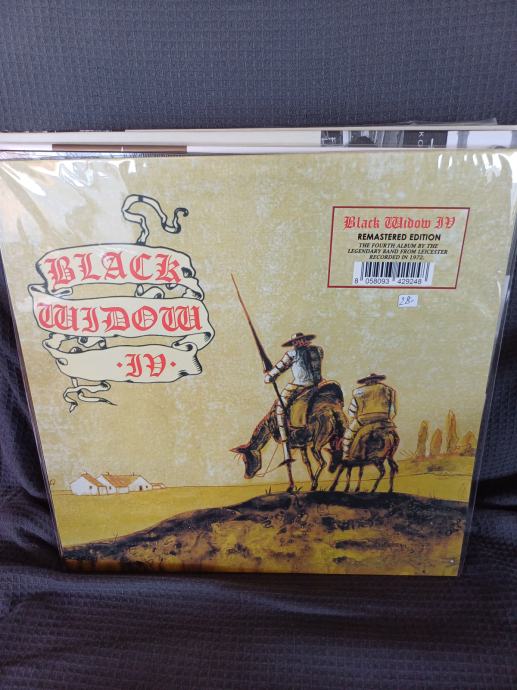 BLACK
WIDOW
·IV·
Black Widow IV
REMASTERED EDITION
THE FOURTH ALBUM BY THE
LEGENDARY BAND FROM LEICESTER
RECORDED IN 1972.
8 058093 429248
28,-